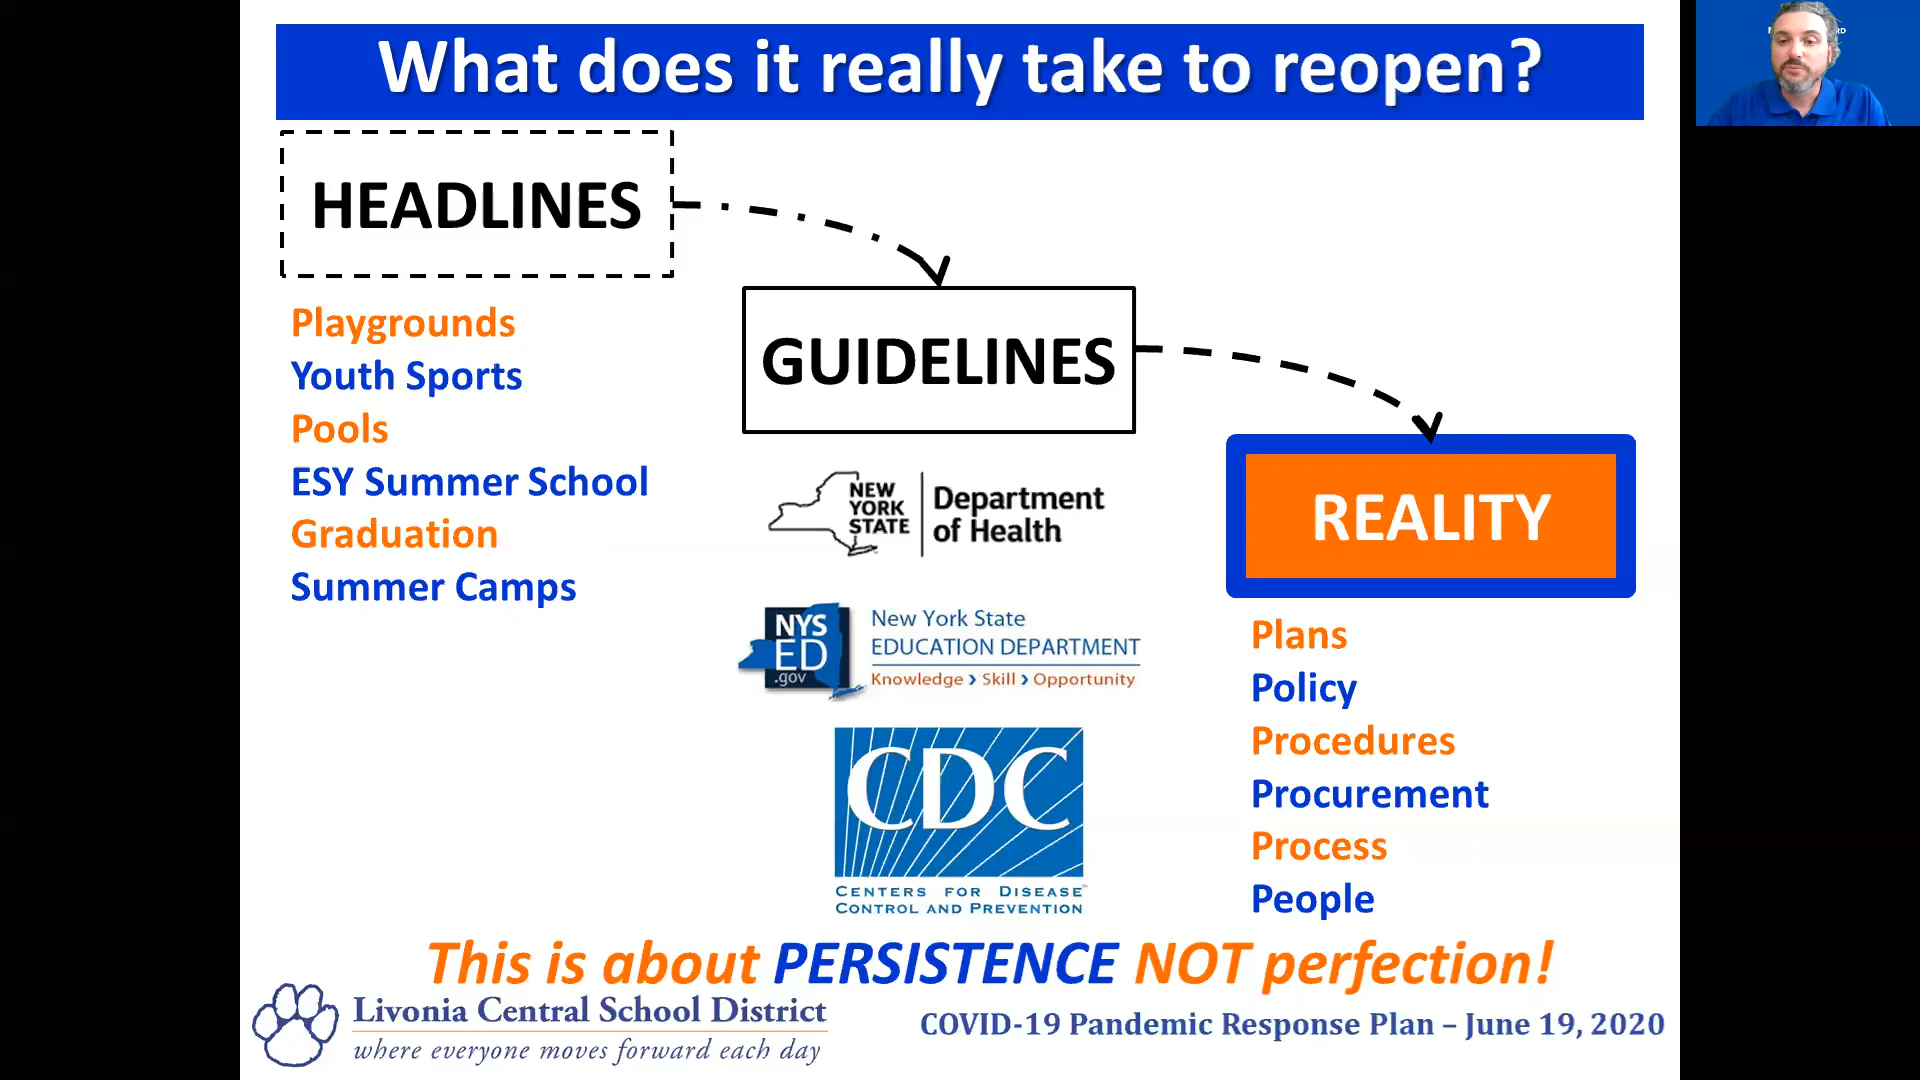 What does it really take to reopen?
HEADLINES
Playgrounds
Youth Sports
Pools
ESY Summer School
Graduation
Summer Camps
GUIDELINES
NEW
YORK
STATE
Department
of Health
NYS
ED
.gov
New York State
EDUCATION DEPARTMENT
Knowledge › Skill › Opportunity
CDC
CENTERS FOR DISEASE
CONTROL AND PREVENTION
REALITY
Plans
Policy
Procedures
Procurement
Process
People
This is about PERSISTENCE NOT perfection!
Livonia Central School District
where everyone moves forward each day
COVID-19 Pandemic Response Plan – June 19, 2020